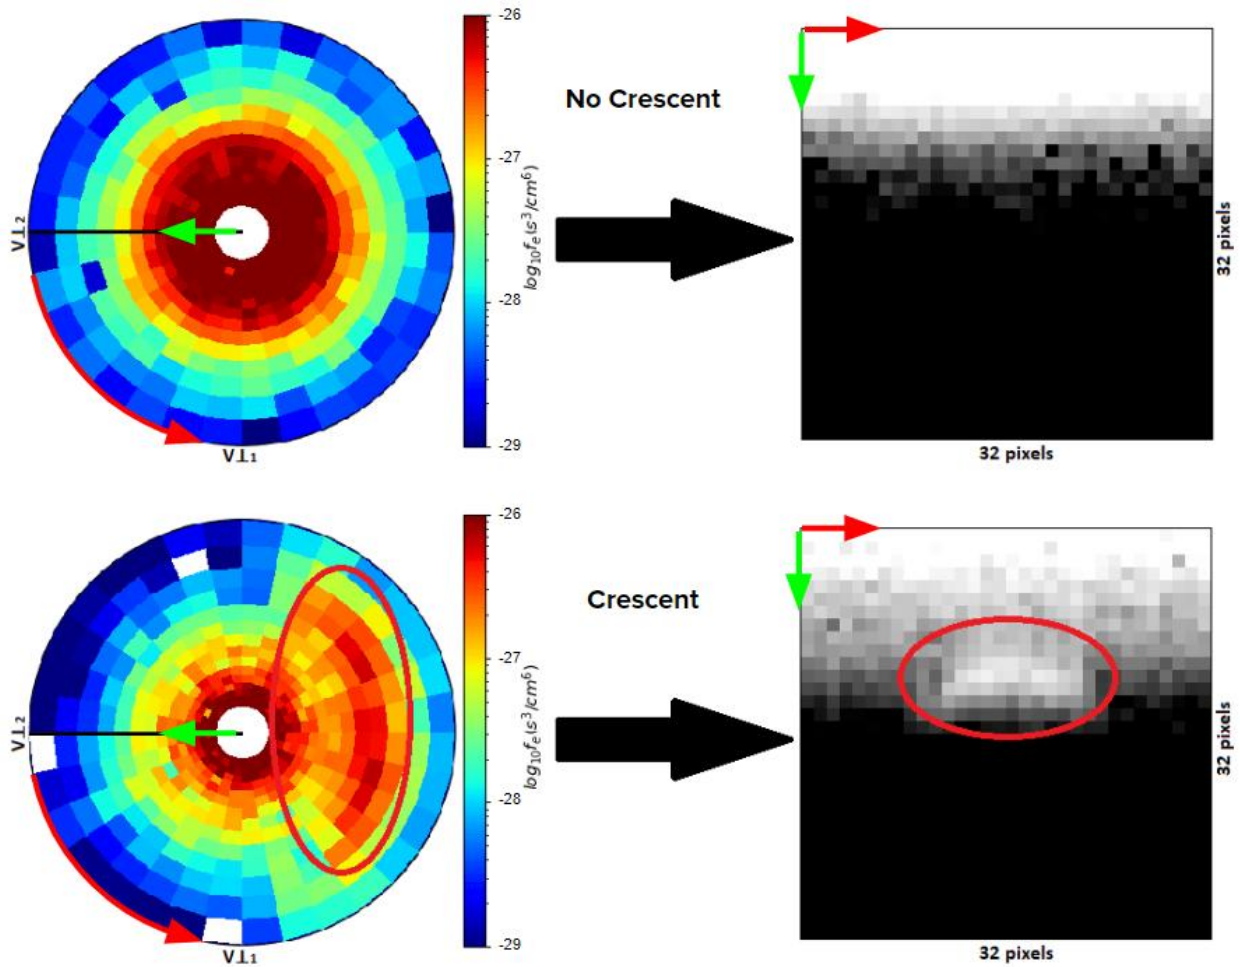 -26
-27
-28
-29
log₁₀fₑ(s³/cm⁶)
V⊥₂
V⊥₁
No Crescent
32 pixels
32 pixels
-26
-27
-28
-29
log₁₀fₑ(s³/cm⁶)
V⊥₂
V⊥₁
Crescent
32 pixels
32 pixels